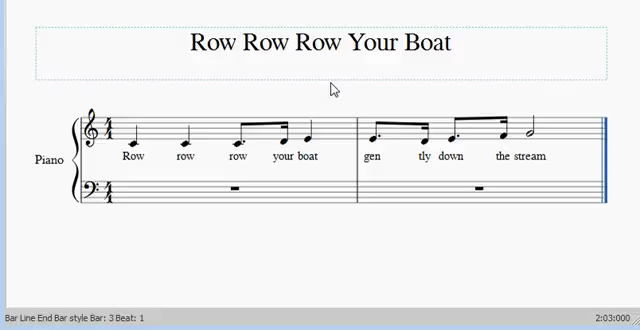 Row Row Row Your Boat
Piano
Row row row your boat gen tly down the stream
Bar Line End Bar style Bar: 3 Beat: 1 2:03:000